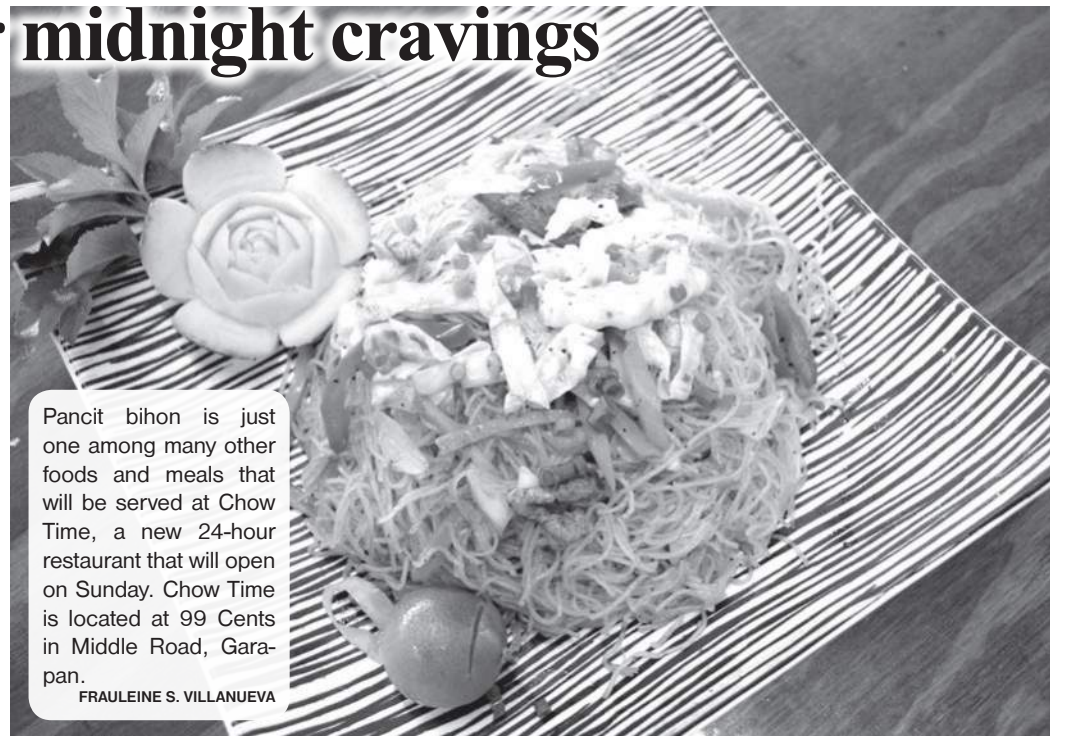 midnight cravings
Pancit bihon is just
one among many other
foods and meals that
will be served at Chow
Time, a new 24-hour
restaurant that will open
on Sunday. Chow Time
is located at 99 Cents
in Middle Road, Gara-
pan.
FRAULEINE S. VILLANUEVA